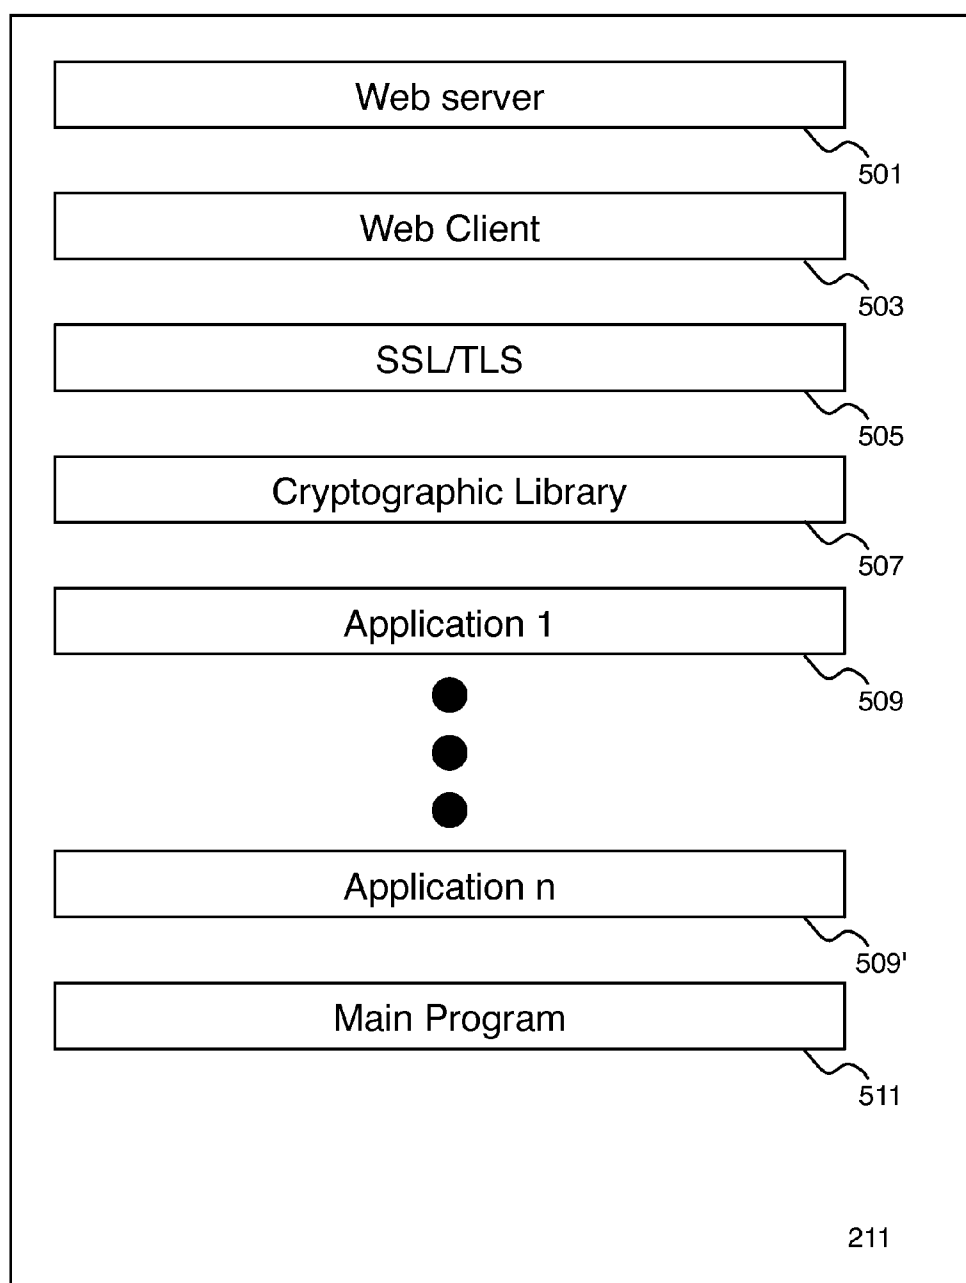 Web server
501
Web Client
503
SSL/TLS
505
Cryptographic Library
507
Application 1
509
Application n
509'
Main Program
511
211